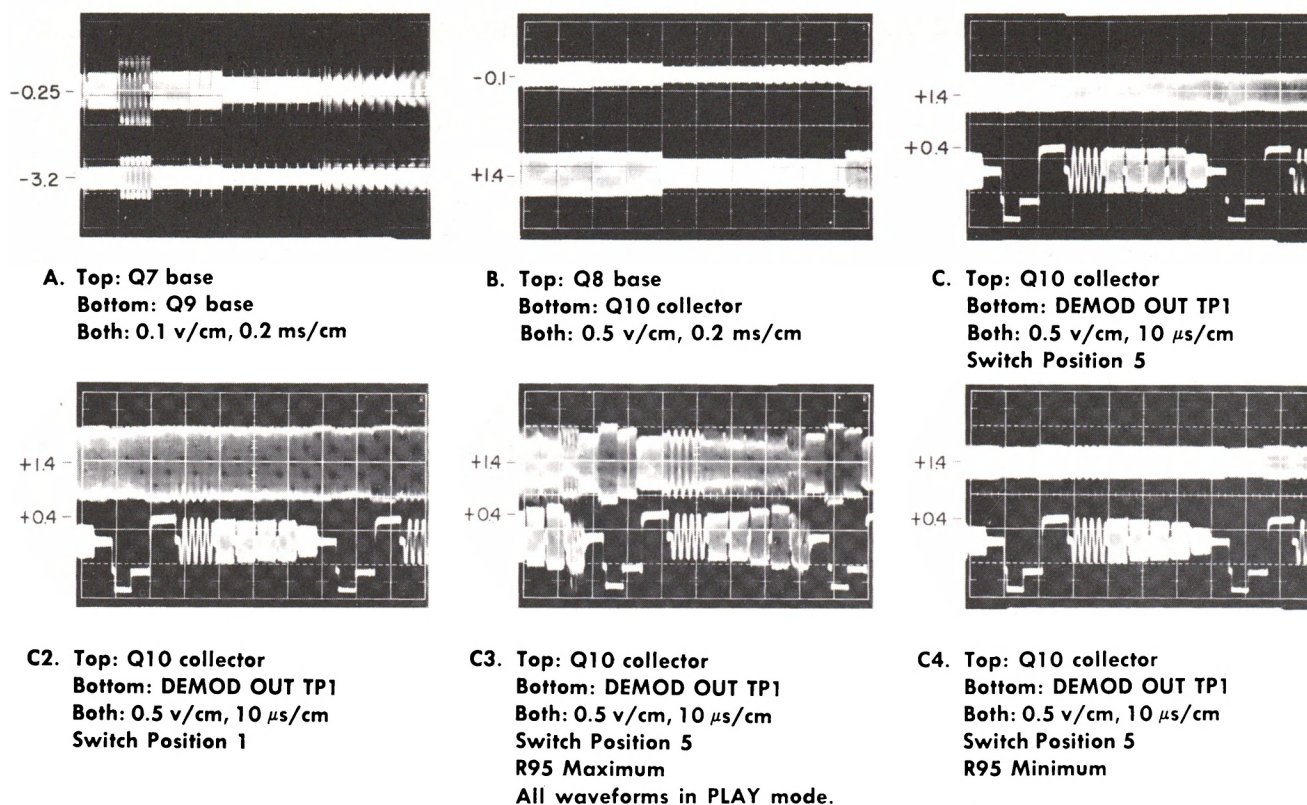 -0.25
-3.2
A. Top: Q7 base
Bottom: Q9 base
Both: 0.1 v/cm, 0.2 ms/cm
-0.1
+1.4
B. Top: Q8 base
Bottom: Q10 collector
Both: 0.5 v/cm, 0.2 ms/cm
+1.4
+0.4
C. Top: Q10 collector
Bottom: DEMOD OUT TP1
Both: 0.5 v/cm, 10 μs/cm
Switch Position 5
+1.4
+0.4
C2. Top: Q10 collector
Bottom: DEMOD OUT TP1
Both: 0.5 v/cm, 10 μs/cm
Switch Position 1
+1.4
+0.4
C3. Top: Q10 collector
Bottom: DEMOD OUT TP1
Both: 0.5 v/cm, 10 μs/cm
Switch Position 5
R95 Maximum
All waveforms in PLAY mode.
+1.4
+0.4
C4. Top: Q10 collector
Bottom: DEMOD OUT TP1
Both: 0.5 v/cm, 10 μs/cm
Switch Position 5
R95 Minimum